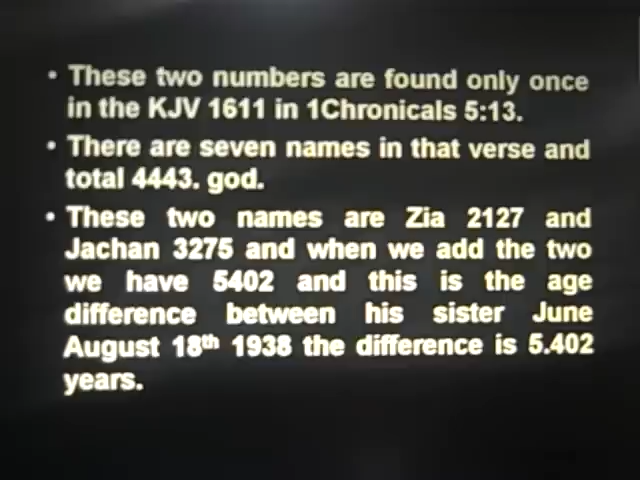 • These two numbers are found only once
in the KJV 1611 in 1Chronicals 5:13.
• There are seven names in that verse and
total 4443. god.
• These two names are Zia 2127 and
Jachan 3275 and when we add the two
we have 5402 and this is the age
difference between his sister June
August 18th 1938 the difference is 5.402
years.